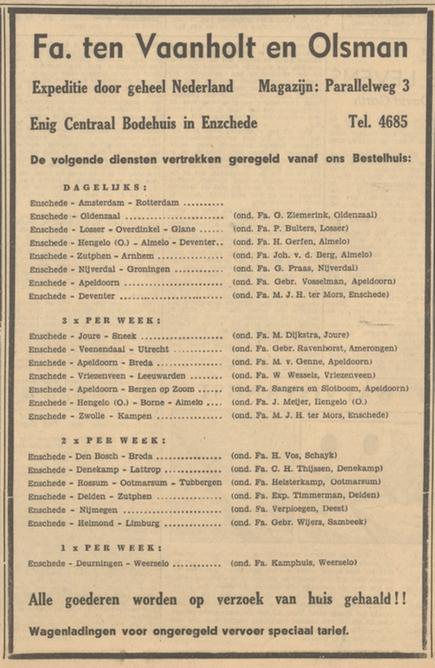 Fa. ten Vaanholt en Olsman
Expeditie door geheel Nederland Magazijn: Parallelweg 3
Enig Centraal Bodehuis in Enzchede Tel. 4685
De volgende diensten vertrekken geregeld vanaf ons Bestelhuis:
DAGELIJKS:
Enschede - Amsterdam - Rotterdam ..........
Enschede - Oldenzaal ......................... (ond. Fa. G. Ziemerink, Oldenzaal)
Enschede - Losser - Overdinkel - Glane ...... (ond. Fa. P. Bulters, Losser)
Enschede - Hengelo (O.) - Almelo - Deventer.. (ond. Fa. H. Gerfen, Almelo)
Enschede - Zutphen - Arnhem ................ (ond. Fa. Joh. v. d. Berg, Almelo)
Enschede - Nijverdal - Groningen ............ (ond. Fa. G. Praas, Nijverdal)
Enschede - Apeldoorn ......................... (ond. Fa. Gebr. Vosselman, Apeldoorn)
Enschede - Deventer .......................... (ond. Fa. M. J. H. ter Mors, Enschede)
3 x PER WEEK:
Enschede - Joure - Sneek ..................... (ond. Fa. M. Dijkstra, Joure)
Enschede - Veenendaal - Utrecht ............. (ond. Fa. Gebr. Ravenhorst, Amerongen)
Enschede - Apeldoorn - Breda ................ (ond. Fa. M. v. Genne, Apeldoorn)
Enschede - Vriezenveen - Leeuwarden ........ (ond. Fa. W Wessels, Vriezenveen)
Enschede - Apeldoorn - Bergen op Zoom ...... (ond. Fa. Sangers en Slotboom, Apeldoorn)
Enschede - Hengelo (O.) - Borne - Almelo .... (ond. Fa. J. Meijer, Hengelo (O.)
Enschede - Zwolle - Kampen ................. (ond. Fa. M. J. H. ter Mors, Enschede)
2 x PER WEEK:
Enschede - Den Bosch - Breda ................ (ond. Fa. H. Vos, Schayk)
Enschede - Denekamp - Lattrop ............... (ond. Fa. C. H. Thijssen, Denekamp)
Enschede - Rossum - Ootmarsum - Tubbergen (ond. Fa. Heisterkamp, Ootmarsum)
Enschede - Delden - Zutphen ................. (ond. Fa. Exp. Timmerman, Delden)
Enschede - Nijmegen .......................... (ond. Fa. Verploegen, Deest)
Enschede - Helmond - Limburg ................ (ond. Fa. Gebr. Wijers, Sambeek)
1 x PER WEEK:
Enschede - Deurningen - Weerselo ............ (ond. Fa. Kamphuis, Weerselo)
Alle goederen worden op verzoek van huis gehaald!!
Wagenladingen voor ongeregeld vervoer speciaal tarief.